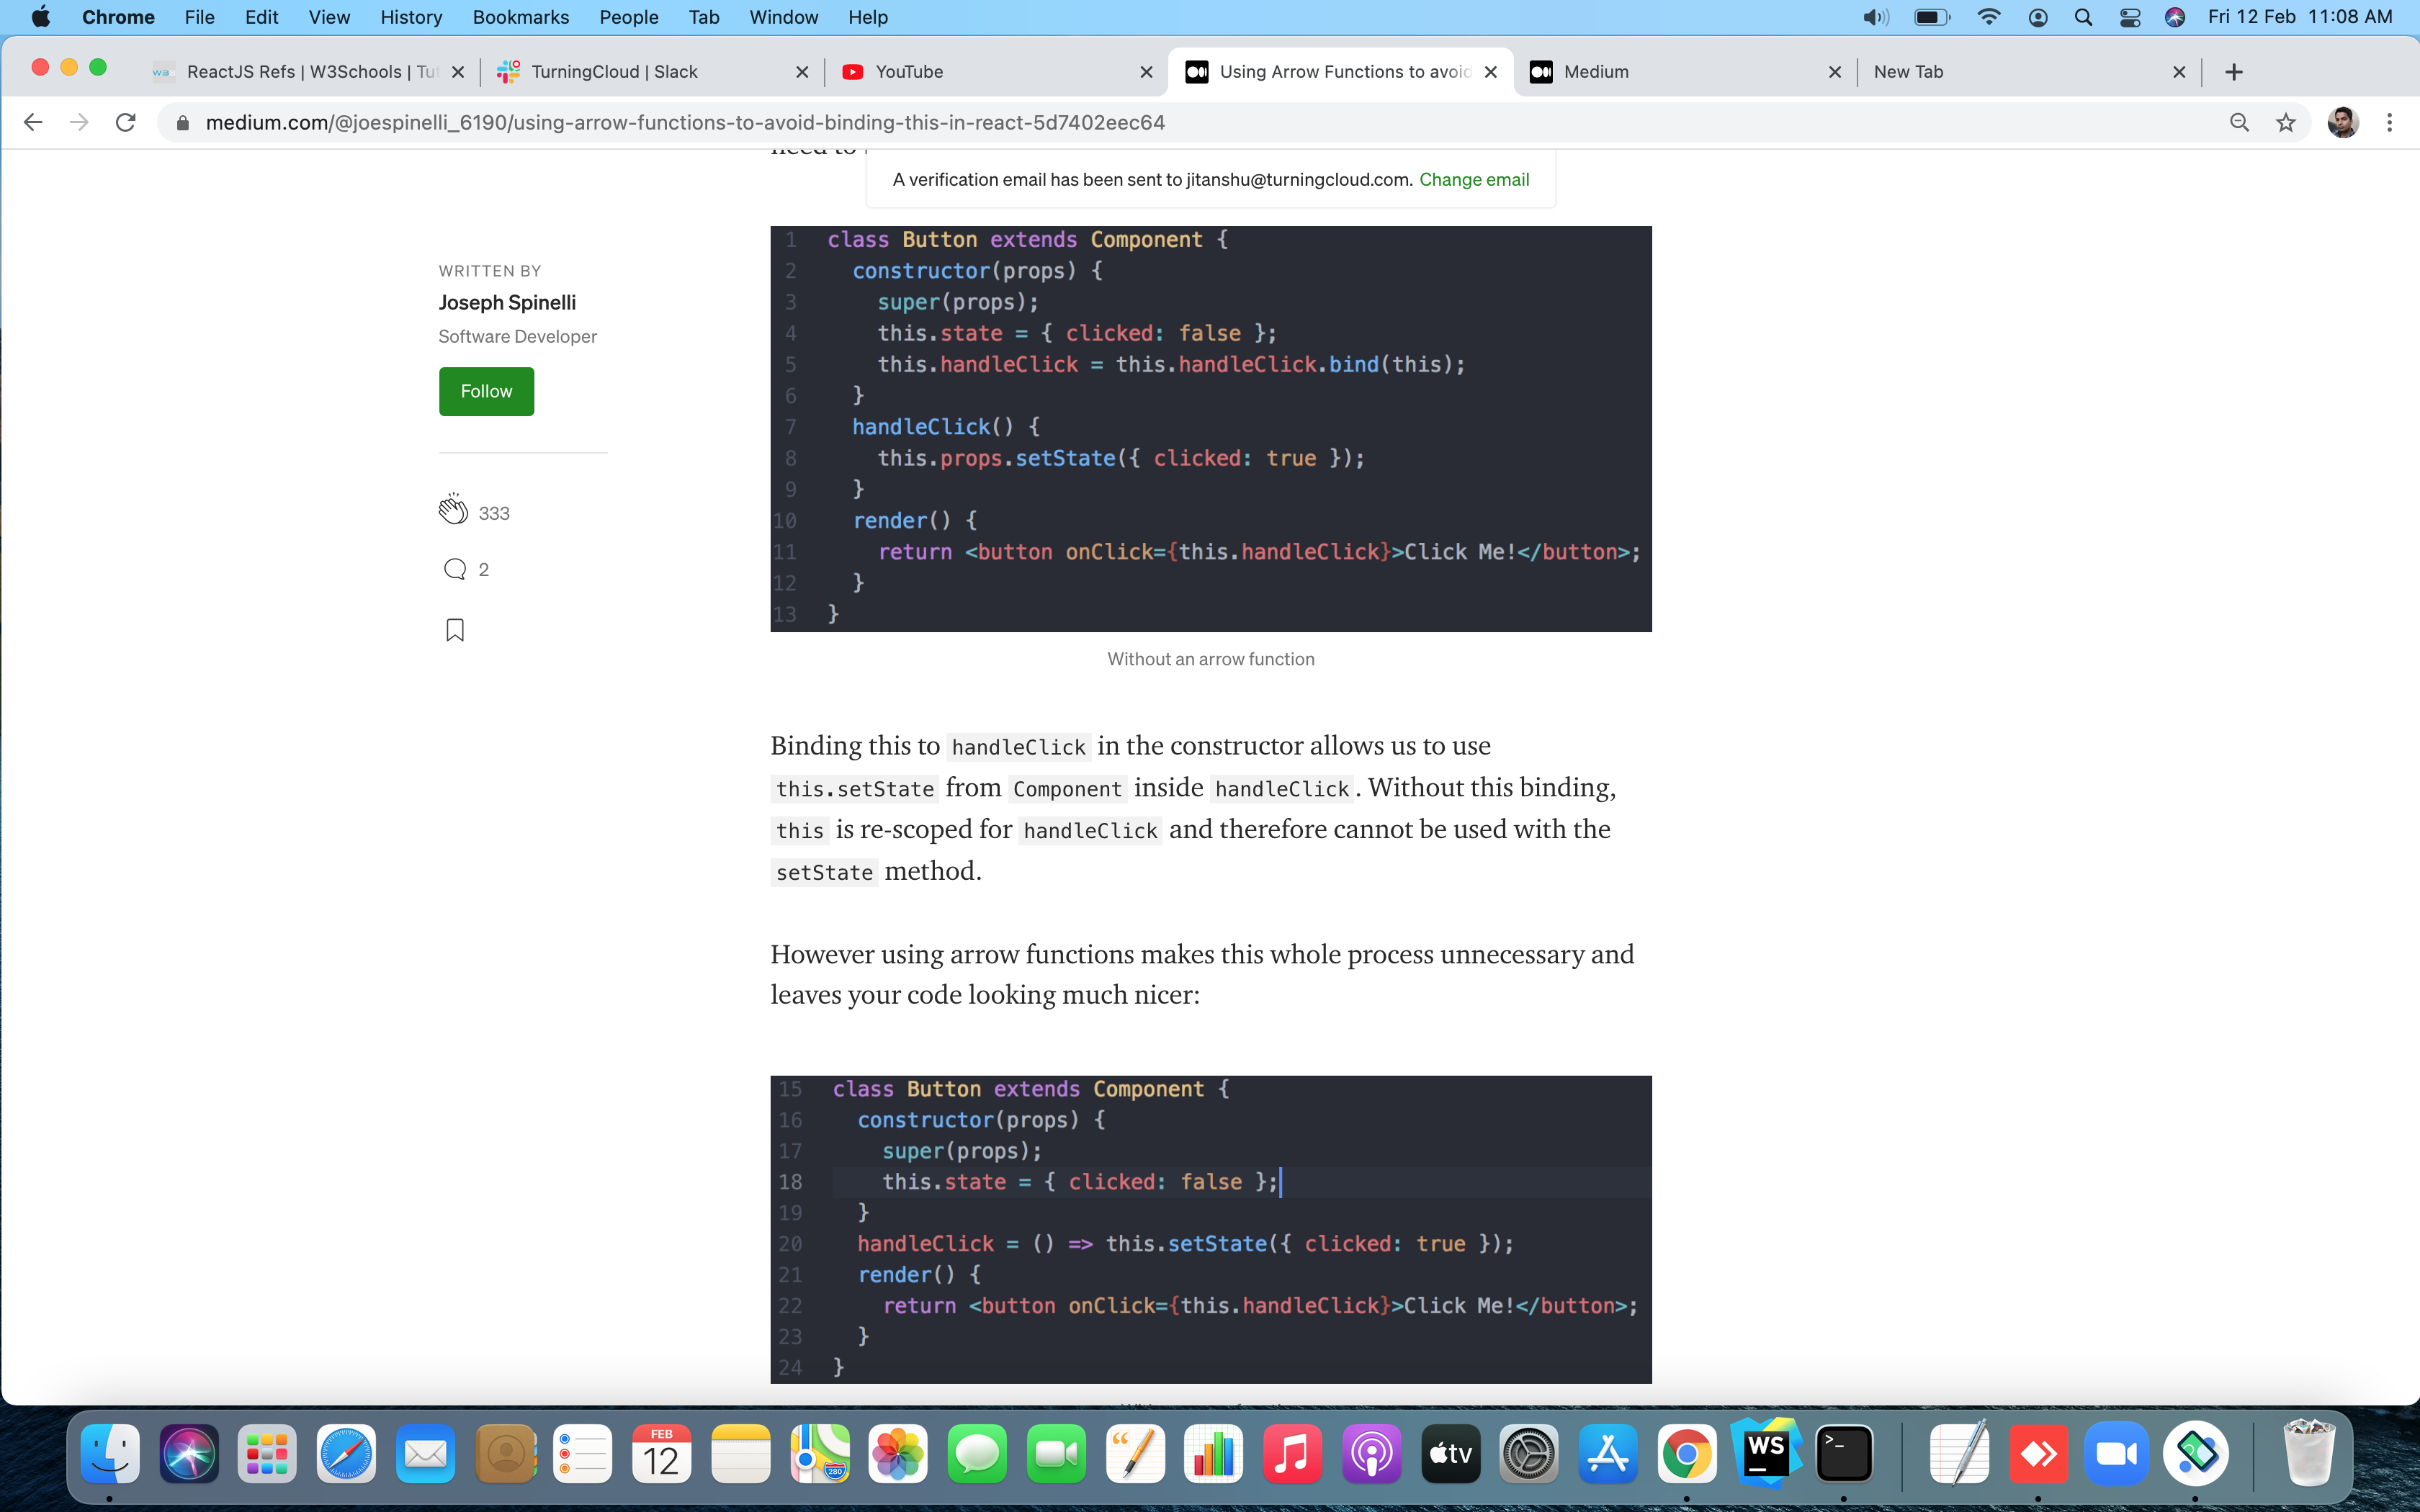 Chrome File Edit View History Bookmarks People Tab Window Help Fri 12 Feb 11:08 AM
ReactJS Refs | W3Schools | Tut TurningCloud | Slack YouTube Using Arrow Functions to avoid Medium New Tab
medium.com/@joespinelli_6190/using-arrow-functions-to-avoid-binding-this-in-react-5d7402eec64
need to
A verification email has been sent to jitanshu@turningcloud.com. Change email
WRITTEN BY
Joseph Spinelli
Software Developer
Follow
333
2
1 class Button extends Component {
2 constructor(props) {
3 super(props);
4 this.state = { clicked: false };
5 this.handleClick = this.handleClick.bind(this);
6 }
7 handleClick() {
8 this.props.setState({ clicked: true });
9 }
10 render() {
11 return <button onClick={this.handleClick}>Click Me!</button>;
12 }
13 }
Without an arrow function
Binding this to handleClick in the constructor allows us to use
this.setState from Component inside handleClick. Without this binding,
this is re-scoped for handleClick and therefore cannot be used with the
setState method.
However using arrow functions makes this whole process unnecessary and
leaves your code looking much nicer:
15 class Button extends Component {
16 constructor(props) {
17 super(props);
18 this.state = { clicked: false };
19 }
20 handleClick = () => this.setState({ clicked: true });
21 render() {
22 return <button onClick={this.handleClick}>Click Me!</button>;
23 }
24 }
FEB
12
280
tv
WS
>_